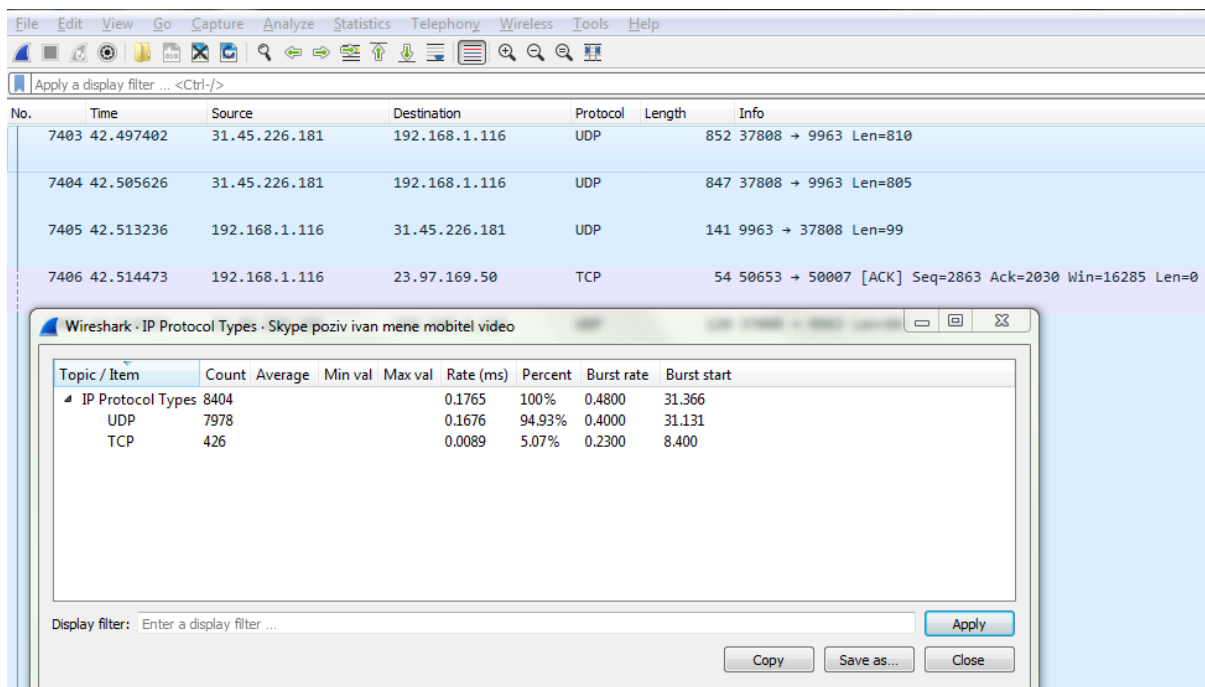 File Edit View Go Capture Analyze Statistics Telephony Wireless Tools Help
Apply a display filter ... <Ctrl-/>
No. Time Source Destination Protocol Length Info
7403 42.497402 31.45.226.181 192.168.1.116 UDP 852 37808 → 9963 Len=810
7404 42.505626 31.45.226.181 192.168.1.116 UDP 847 37808 → 9963 Len=805
7405 42.513236 192.168.1.116 31.45.226.181 UDP 141 9963 → 37808 Len=99
7406 42.514473 192.168.1.116 23.97.169.50 TCP 54 50653 → 50007 [ACK] Seq=2863 Ack=2030 Win=16285 Len=0
Wireshark · IP Protocol Types · Skype poziv ivan mene mobitel video
Topic / Item Count Average Min val Max val Rate (ms) Percent Burst rate Burst start
IP Protocol Types 8404 0.1765 100% 0.4800 31.366
UDP 7978 0.1676 94.93% 0.4000 31.131
TCP 426 0.0089 5.07% 0.2300 8.400
Display filter: Enter a display filter ... Apply
Copy Save as... Close